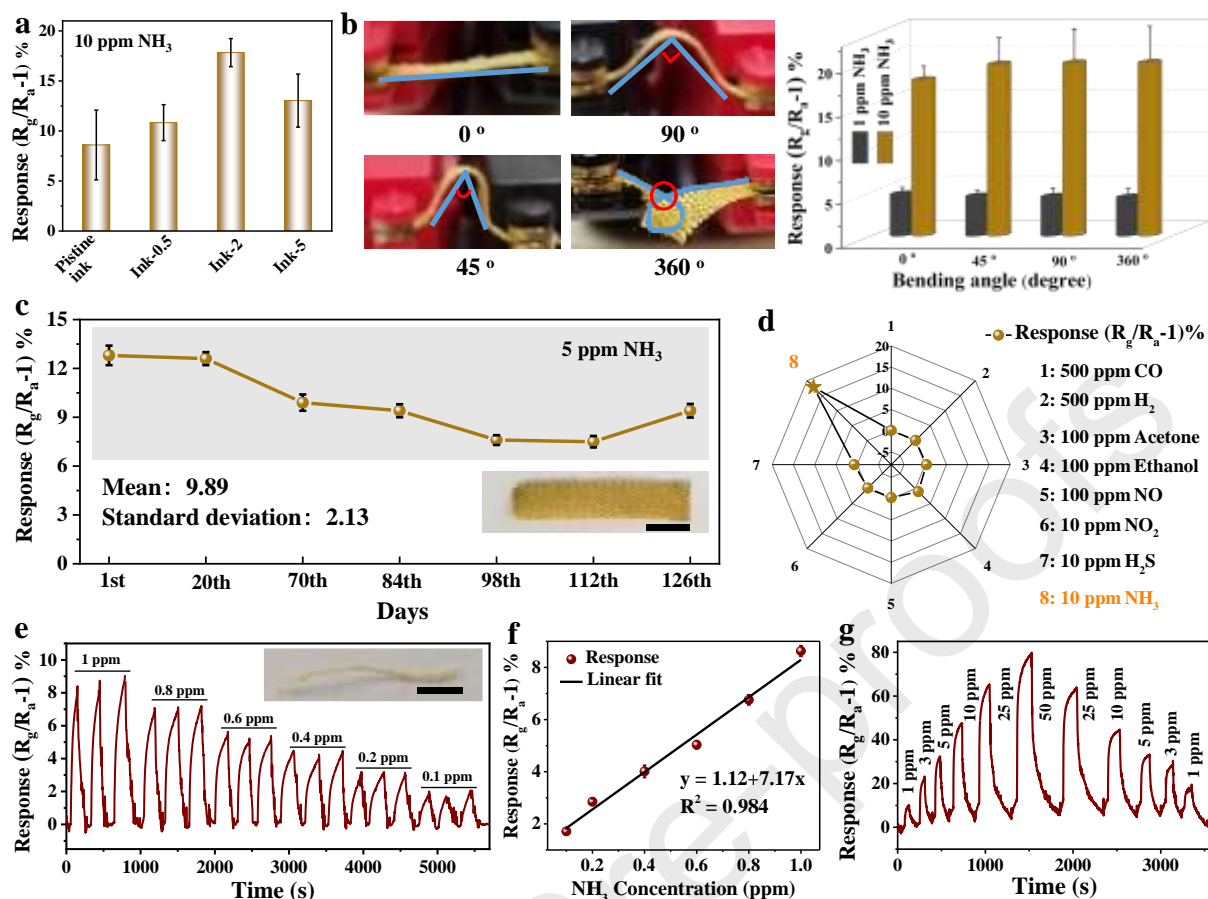 a
10 ppm NH3
Response (Rg/Ra-1) %
20
15
10
5
0
Pistine ink
Ink-0.5
Ink-2
Ink-5
b
0 °
90 °
45 °
360 °
Response (Rg/Ra-1) %
20
15
10
5
0
1 ppm NH3
10 ppm NH3
0 °
45 °
90 °
360 °
Bending angle (degree)
c
Response (Rg/Ra-1) %
15
12
9
6
3
0
5 ppm NH3
Mean: 9.89
Standard deviation: 2.13
1st
20th
70th
84th
98th
112th
126th
Days
d
Response (Rg/Ra-1)%
1
2
3
4
5
6
7
8
20
15
10
5
0
-5
1: 500 ppm CO
2: 500 ppm H2
3: 100 ppm Acetone
4: 100 ppm Ethanol
5: 100 ppm NO
6: 10 ppm NO2
7: 10 ppm H2S
8: 10 ppm NH3
e
Response (Rg/Ra-1) %
10
8
6
4
2
0
1 ppm
0.8 ppm
0.6 ppm
0.4 ppm
0.2 ppm
0.1 ppm
0
1000
2000
3000
4000
5000
Time (s)
f
Response (Rg/Ra-1) %
8
6
4
2
Response
Linear fit
y = 1.12+7.17x
R2 = 0.984
0.2
0.4
0.6
0.8
1.0
NH3 Concentration (ppm)
g
Response (Rg/Ra-1) %
80
60
40
20
0
1 ppm
3 ppm
5 ppm
10 ppm
25 ppm
50 ppm
25 ppm
10 ppm
5 ppm
3 ppm
1 ppm
0
1000
2000
3000
Time (s)
re-proofs